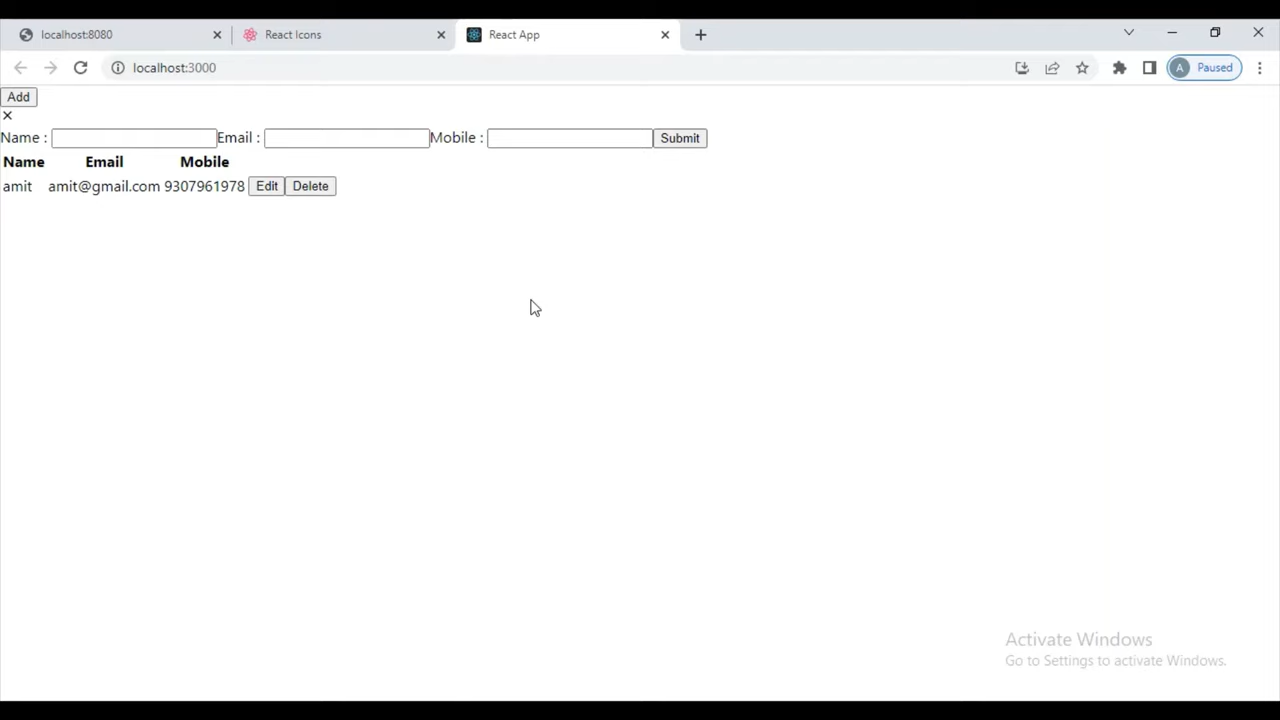 localhost:8080
React Icons
React App
localhost:3000
A Paused
Add
×
Name : Email : Mobile : Submit
Name Email Mobile
amit amit@gmail.com 9307961978 Edit Delete
Activate Windows
Go to Settings to activate Windows.